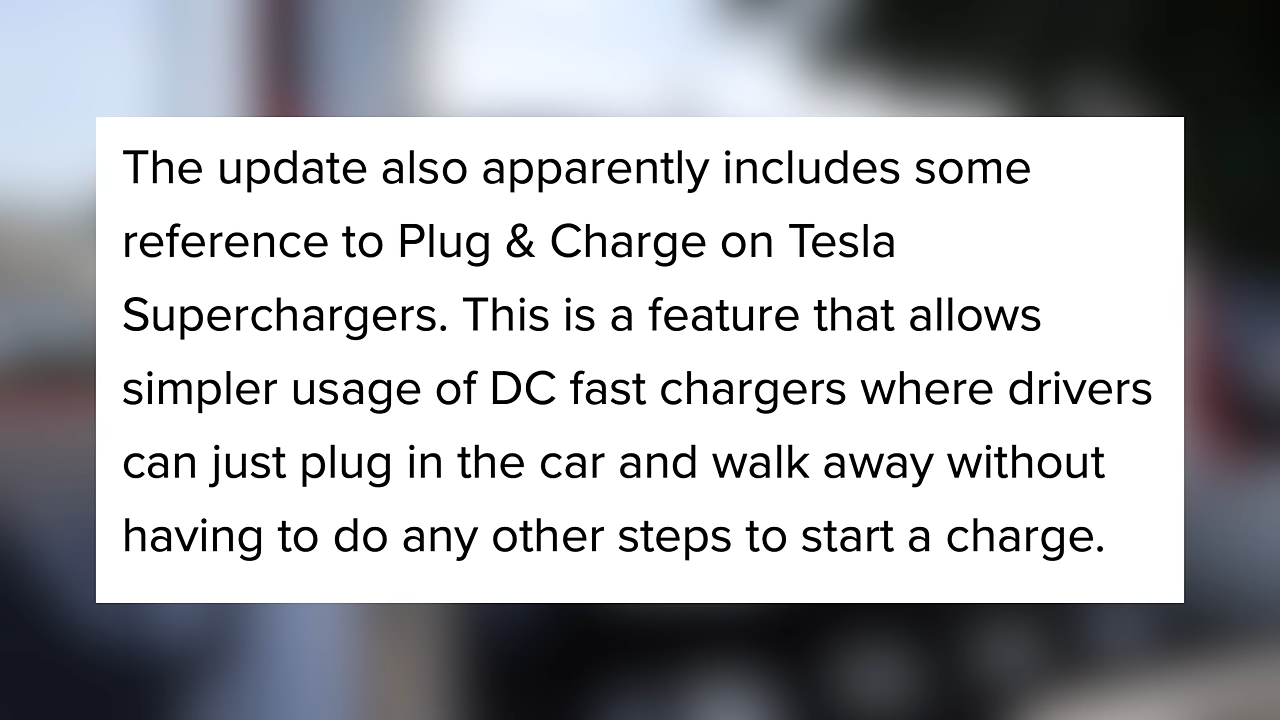 The update also apparently includes some
reference to Plug & Charge on Tesla
Superchargers. This is a feature that allows
simpler usage of DC fast chargers where drivers
can just plug in the car and walk away without
having to do any other steps to start a charge.